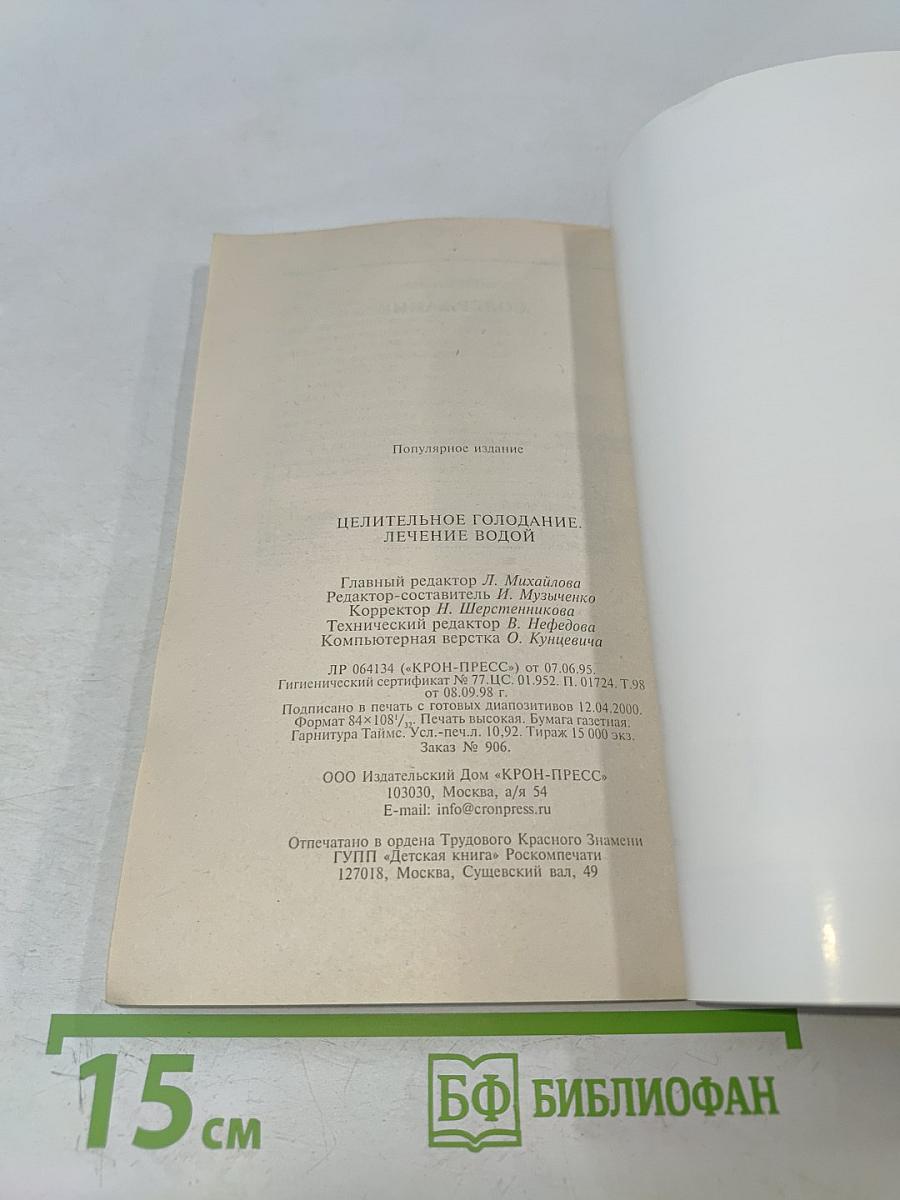 Популярное издание
ЦЕЛИТЕЛЬНОЕ ГОЛОДАНИЕ.
ЛЕЧЕНИЕ ВОДОЙ
Главный редактор Л. Михайлова
Редактор-составитель И. Музыченко
Корректор Н. Шерстенникова
Технический редактор В. Нефедова
Компьютерная верстка О. Кунцевича
ЛР 064134 («КРОН-ПРЕСС») от 07.06.95.
Гигиенический сертификат № 77.ЦС. 01.952. П. 01724. Т.98
от 08.09.98 г.
Подписано в печать с готовых диапозитивов 12.04.2000.
Формат 84×108¹/₃₂. Печать высокая. Бумага газетная.
Гарнитура Таймс. Усл.-печ.л. 10,92. Тираж 15 000 экз.
Заказ № 906.
ООО Издательский Дом «КРОН-ПРЕСС»
103030, Москва, а/я 54
E-mail: info@cronpress.ru
Отпечатано в ордена Трудового Красного Знамени
ГУПП «Детская книга» Роскомпечати
127018, Москва, Сущевский вал, 49
15 см
БФ БИБЛИОФАН